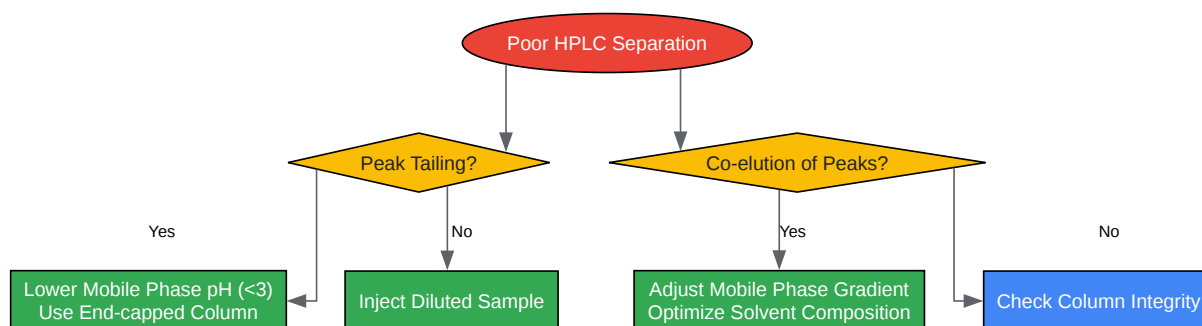 Poor HPLC Separation
Peak Tailing?
Co-elution of Peaks?
Yes
No
Yes
No
Lower Mobile Phase pH (<3)
Use End-capped Column
Inject Diluted Sample
Adjust Mobile Phase Gradient
Optimize Solvent Composition
Check Column Integrity